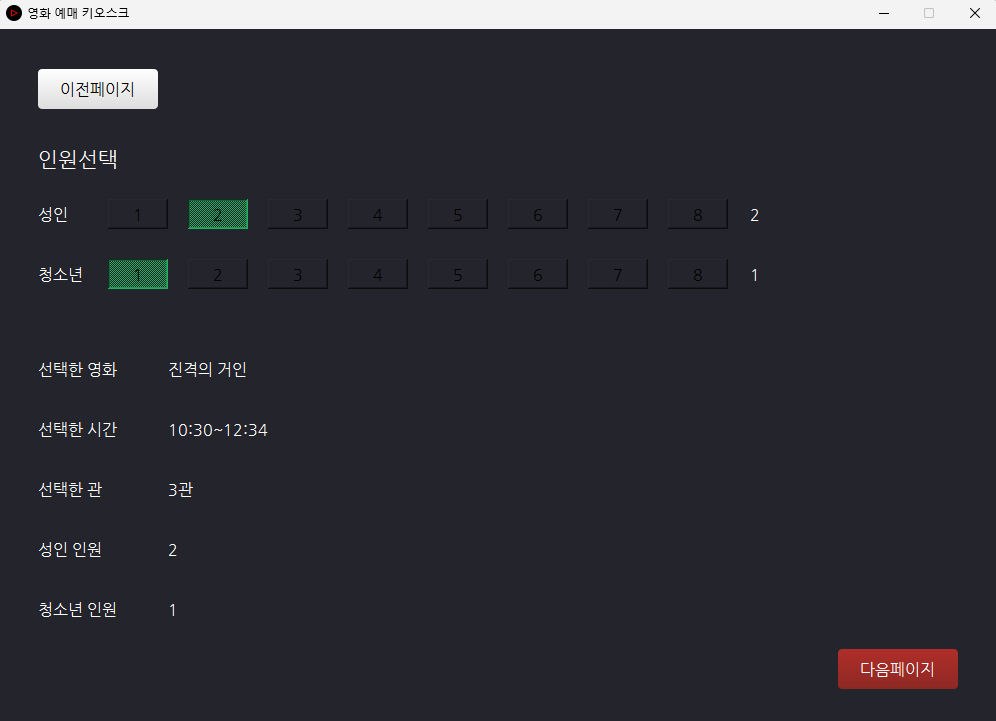 영화 예매 키오스크
이전페이지
인원선택
성인 1 2 3 4 5 6 7 8 2
청소년 1 2 3 4 5 6 7 8 1
선택한 영화 진격의 거인
선택한 시간 10:30~12:34
선택한 관 3관
성인 인원 2
청소년 인원 1
다음페이지